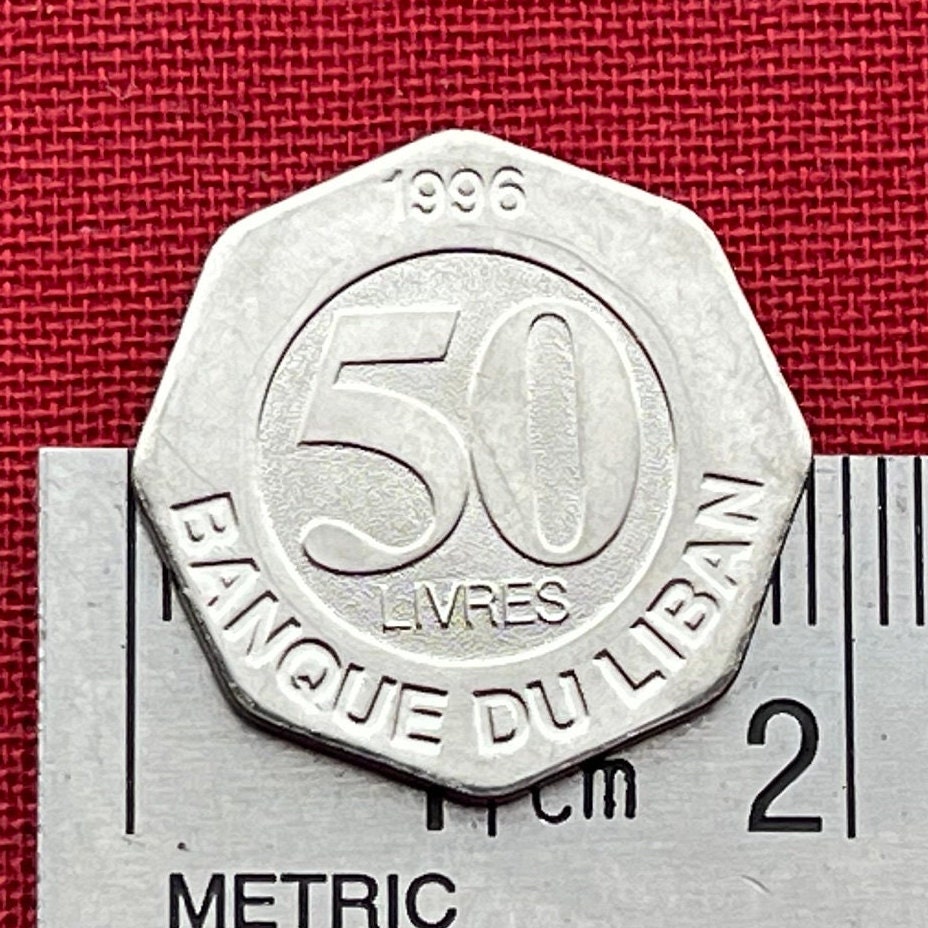 1996
50
LIVRES
BANQUE DU LIBAN
1 cm
2
METRIC